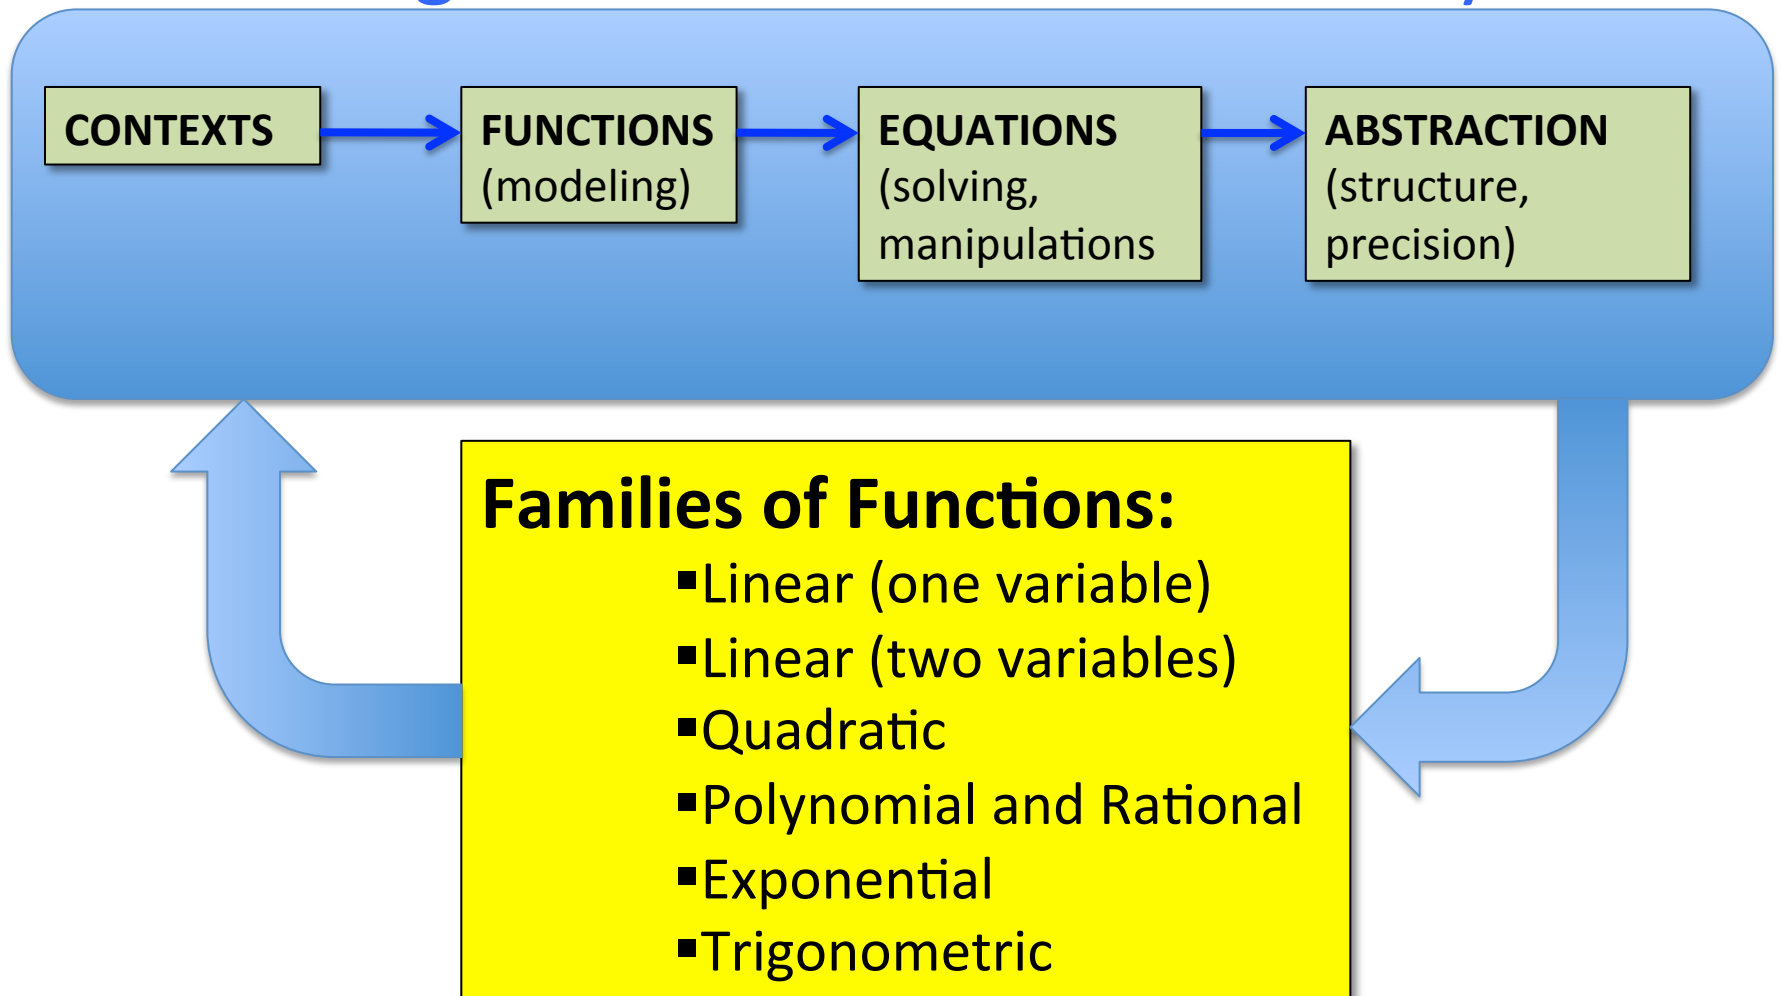 CONTEXTS
FUNCTIONS
(modeling)
EQUATIONS
(solving,
manipulations
ABSTRACTION
(structure,
precision)
Families of Functions:
▪Linear (one variable)
▪Linear (two variables)
▪Quadratic
▪Polynomial and Rational
▪Exponential
▪Trigonometric